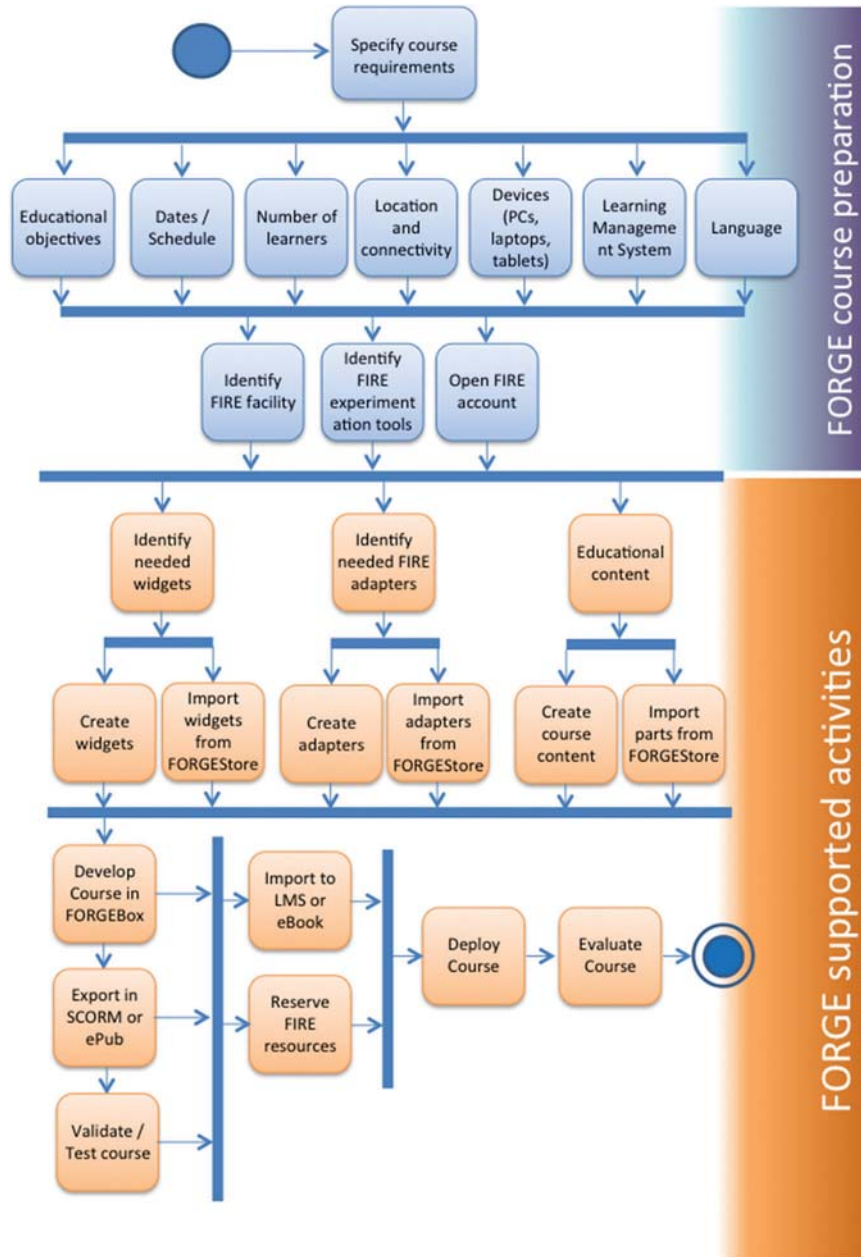 Specify course
requirements
Educational
objectives
Dates /
Schedule
Number of
learners
Location
and
connectivity
Devices
(PCs,
laptops,
tablets)
Learning
Manageme
nt System
Language
Identify
FIRE facility
Identify
FIRE
experiment
ation tools
Open FIRE
account
FORGE course preparation
Identify
needed
widgets
Identify
needed FIRE
adapters
Educational
content
Create
widgets
Import
widgets
from
FORGEStore
Create
adapters
Import
adapters
from
FORGEStore
Create
course
content
Import
parts from
FORGEStore
Develop
Course in
FORGEBox
Import to
LMS or
eBook
Deploy
Course
Evaluate
Course
Export in
SCORM or
ePub
Reserve
FIRE
resources
Validate /
Test course
FORGE supported activities